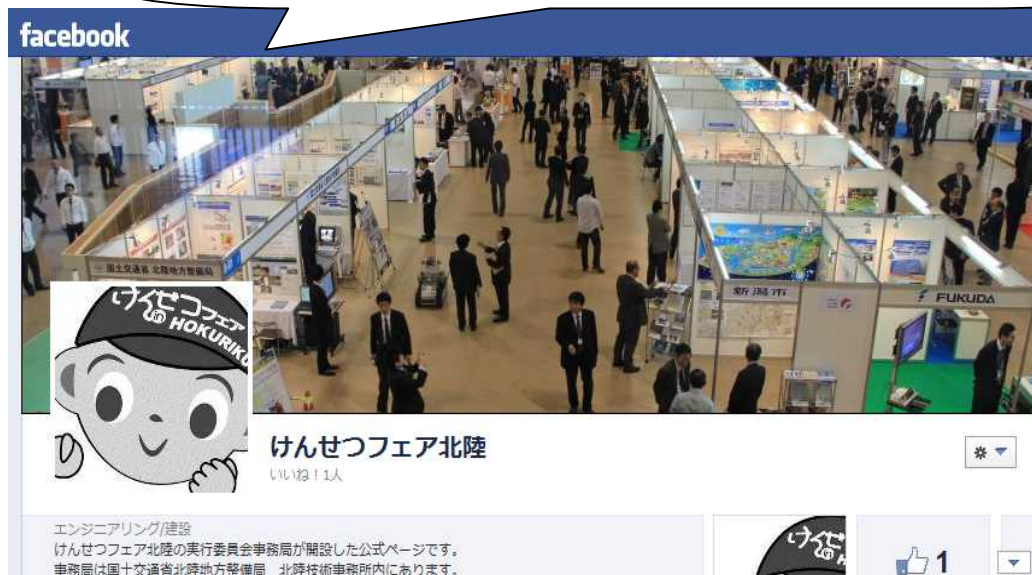 facebook
国土交通省 北陸地方整備局
新潟市
FUKUDA
けんせつフェア
in
HOKURIKU
けんせつフェア北陸
いいね！1人
エンジニアリング/建設
けんせつフェア北陸の実行委員会事務局が開設した公式ページです。
事務局は国土交通省北陸地方整備局　北陸技術事務所内にあります。
1